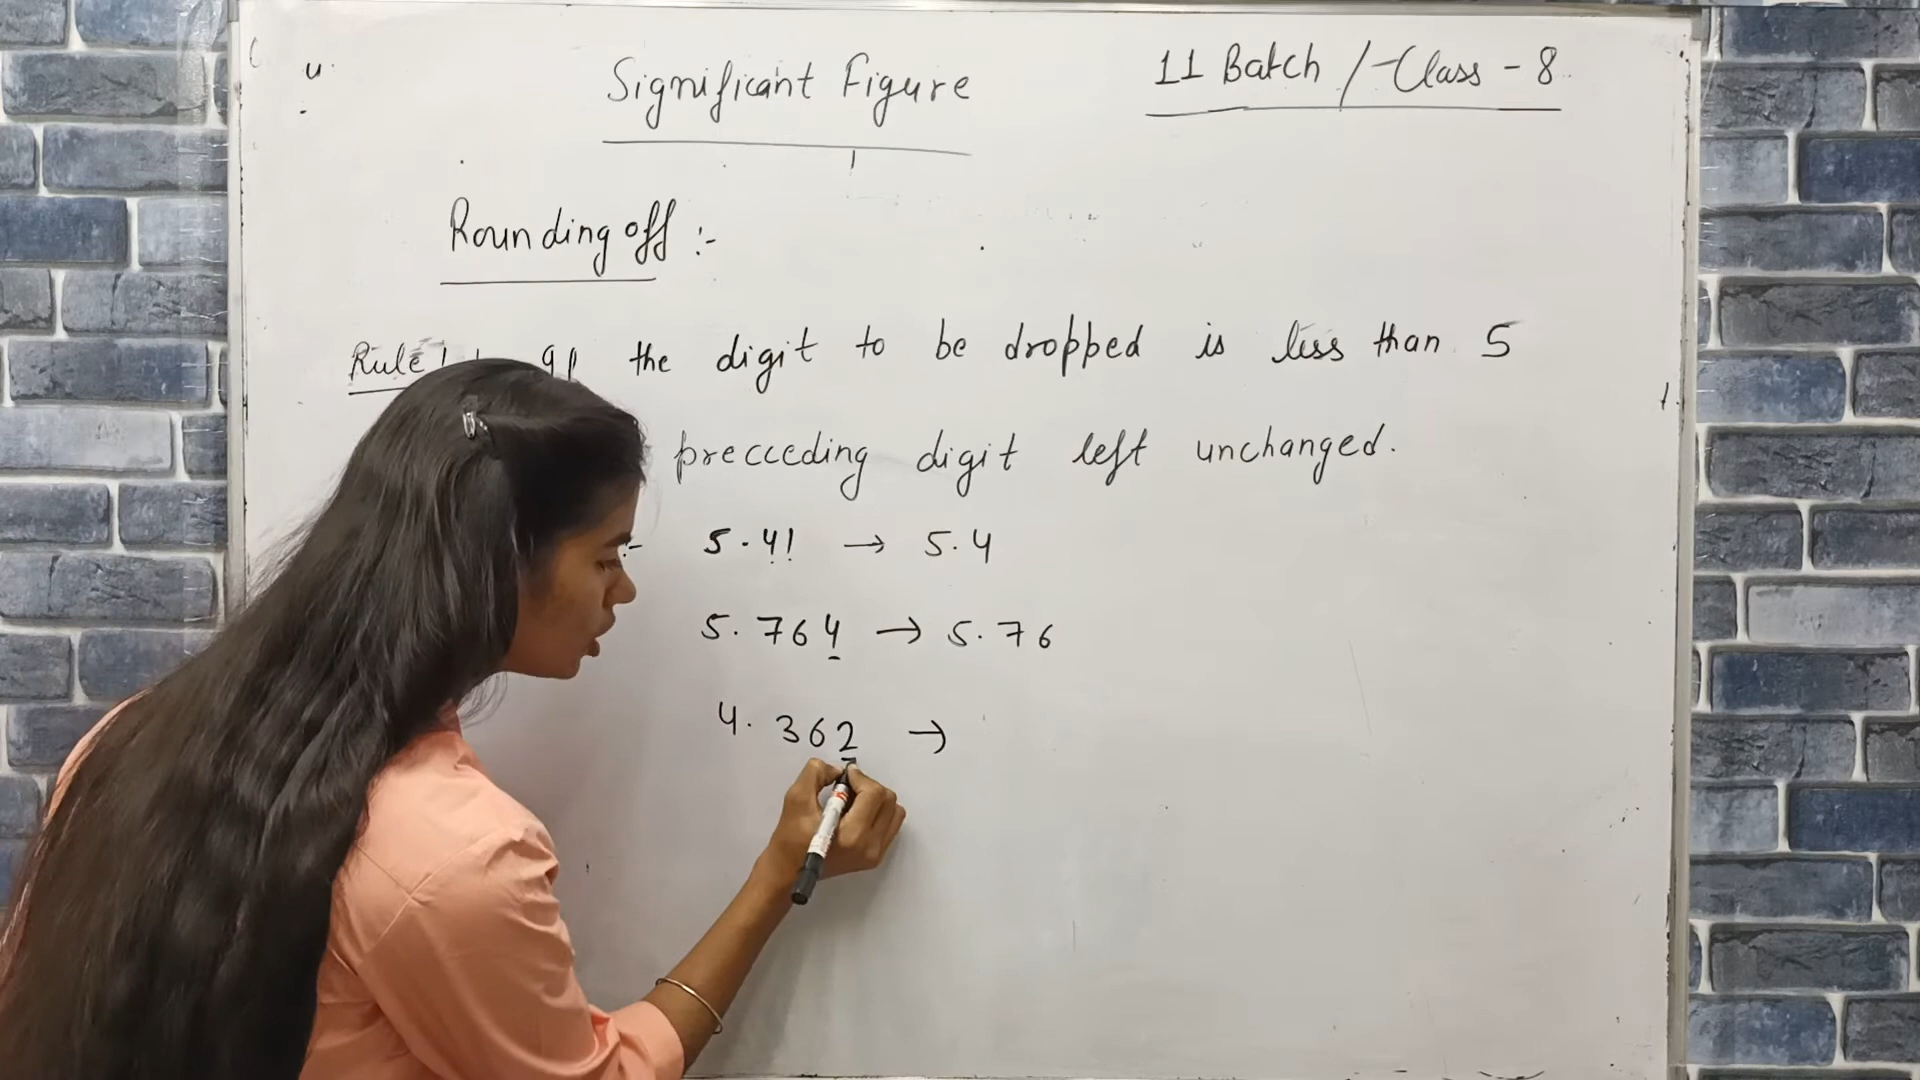 Significant Figure
11 Batch / Class - 8
Rounding off :-
Rule 1 the digit to be dropped is less than 5
preceeding digit left unchanged.
:- 5.41 → 5.4
5.764 → 5.76
4.362 →